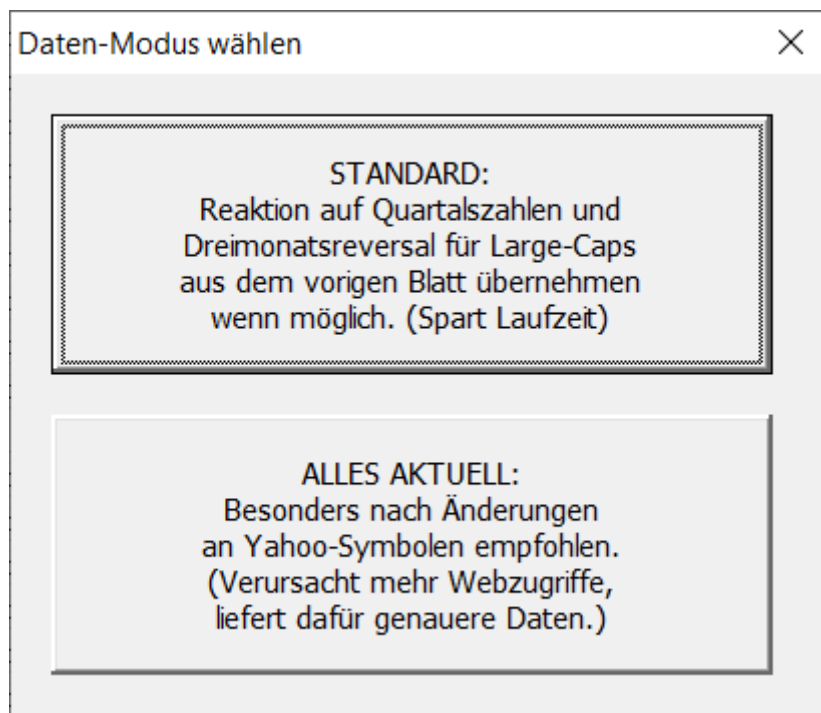 Daten-Modus wählen
STANDARD:
Reaktion auf Quartalszahlen und
Dreimonatsreversal für Large-Caps
aus dem vorigen Blatt übernehmen
wenn möglich. (Spart Laufzeit)
ALLES AKTUELL:
Besonders nach Änderungen
an Yahoo-Symbolen empfohlen.
(Verursacht mehr Webzugriffe,
liefert dafür genauere Daten.)